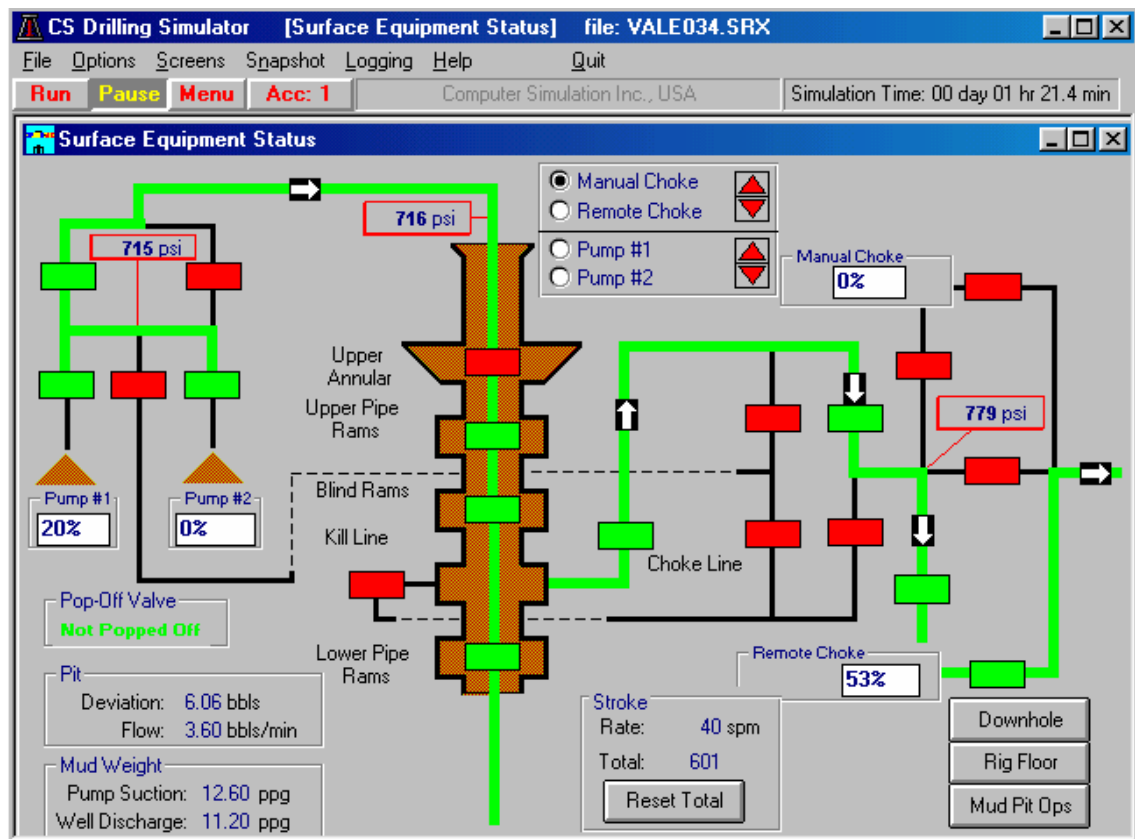 CS Drilling Simulator [Surface Equipment Status] file: VALE034.SRX
File Options Screens Snapshot Logging Help Quit
Run Pause Menu Acc: 1 Computer Simulation Inc., USA Simulation Time: 00 day 01 hr 21.4 min
Surface Equipment Status
Manual Choke
Remote Choke
Pump #1
Pump #2
716 psi
715 psi
Manual Choke
0%
Upper
Annular
Upper Pipe
Rams
779 psi
Blind Rams
Pump #1
20%
Pump #2
0%
Kill Line
Choke Line
Pop-Off Valve
Not Popped Off
Lower Pipe
Rams
Remote Choke
53%
Pit
Deviation: 6.06 bbls
Flow: 3.60 bbls/min
Stroke
Rate: 40 spm
Total: 601
Reset Total
Downhole
Rig Floor
Mud Pit Ops
Mud Weight
Pump Suction: 12.60 ppg
Well Discharge: 11.20 ppg